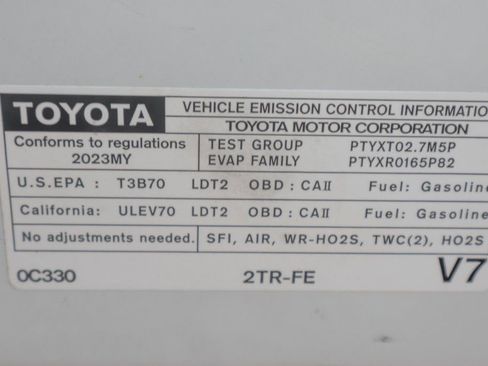 TOYOTA
VEHICLE EMISSION CONTROL INFORMATIO
TOYOTA MOTOR CORPORATION
Conforms to regulations
2023MY
TEST GROUP PTYXT02.7M5P
EVAP FAMILY PTYXR0165P82
U.S.EPA : T3B70 LDT2 OBD : CAII Fuel: Gasoline
California: ULEV70 LDT2 OBD : CAII Fuel: Gasoline
No adjustments needed. SFI, AIR, WR-HO2S, TWC(2), HO2S
0C330 2TR-FE V7